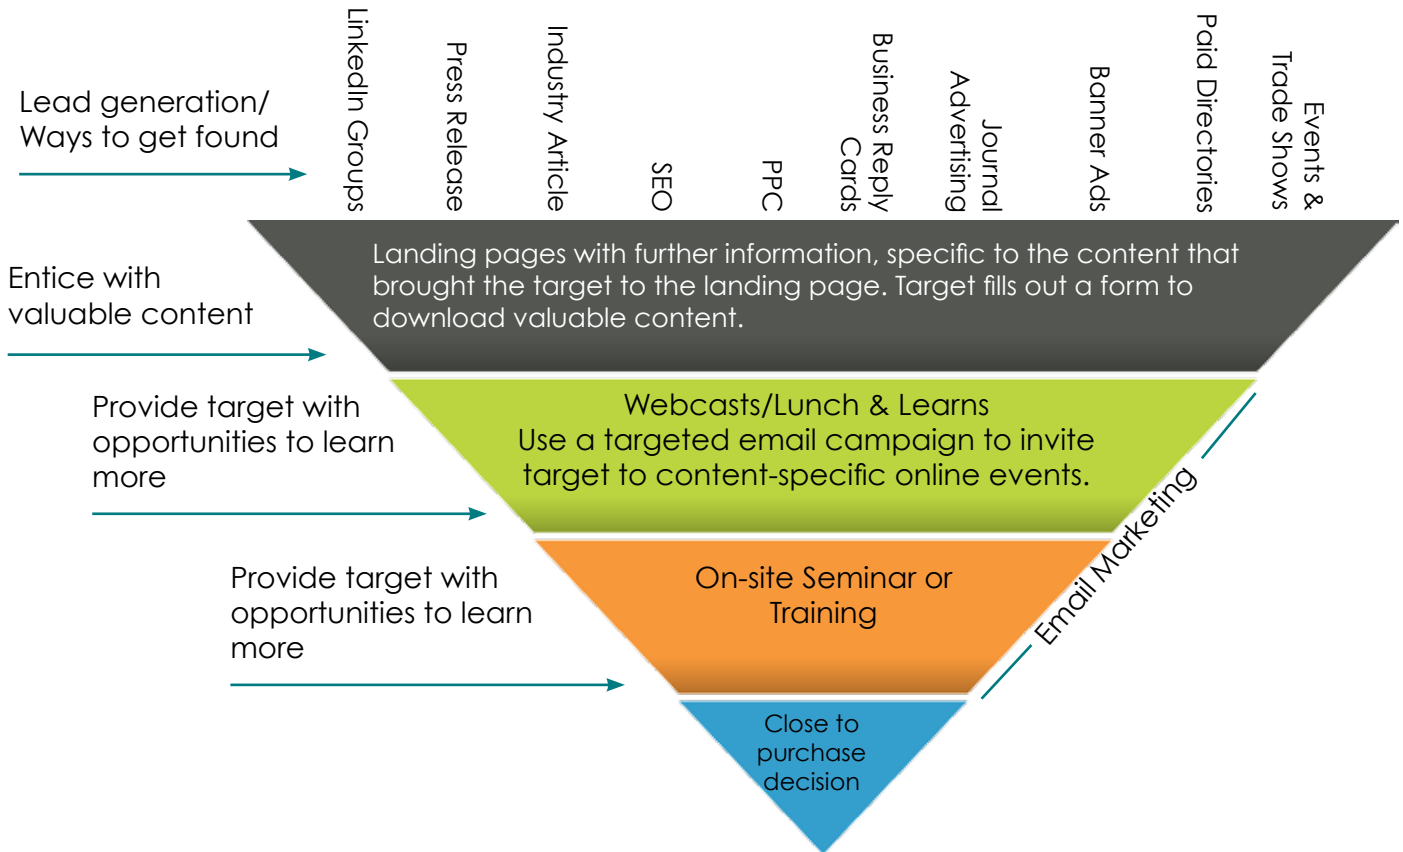 Lead generation/
Ways to get found
LinkedIn Groups
Press Release
Industry Article
SEO
PPC
Business Reply
Cards
Journal
Advertising
Banner Ads
Paid Directories
Events &
Trade Shows
Entice with
valuable content
Landing pages with further information, specific to the content that
brought the target to the landing page. Target fills out a form to
download valuable content.
Provide target with
opportunities to learn
more
Webcasts/Lunch & Learns
Use a targeted email campaign to invite
target to content-specific online events.
Email Marketing
Provide target with
opportunities to learn
more
On-site Seminar or
Training
Close to
purchase
decision